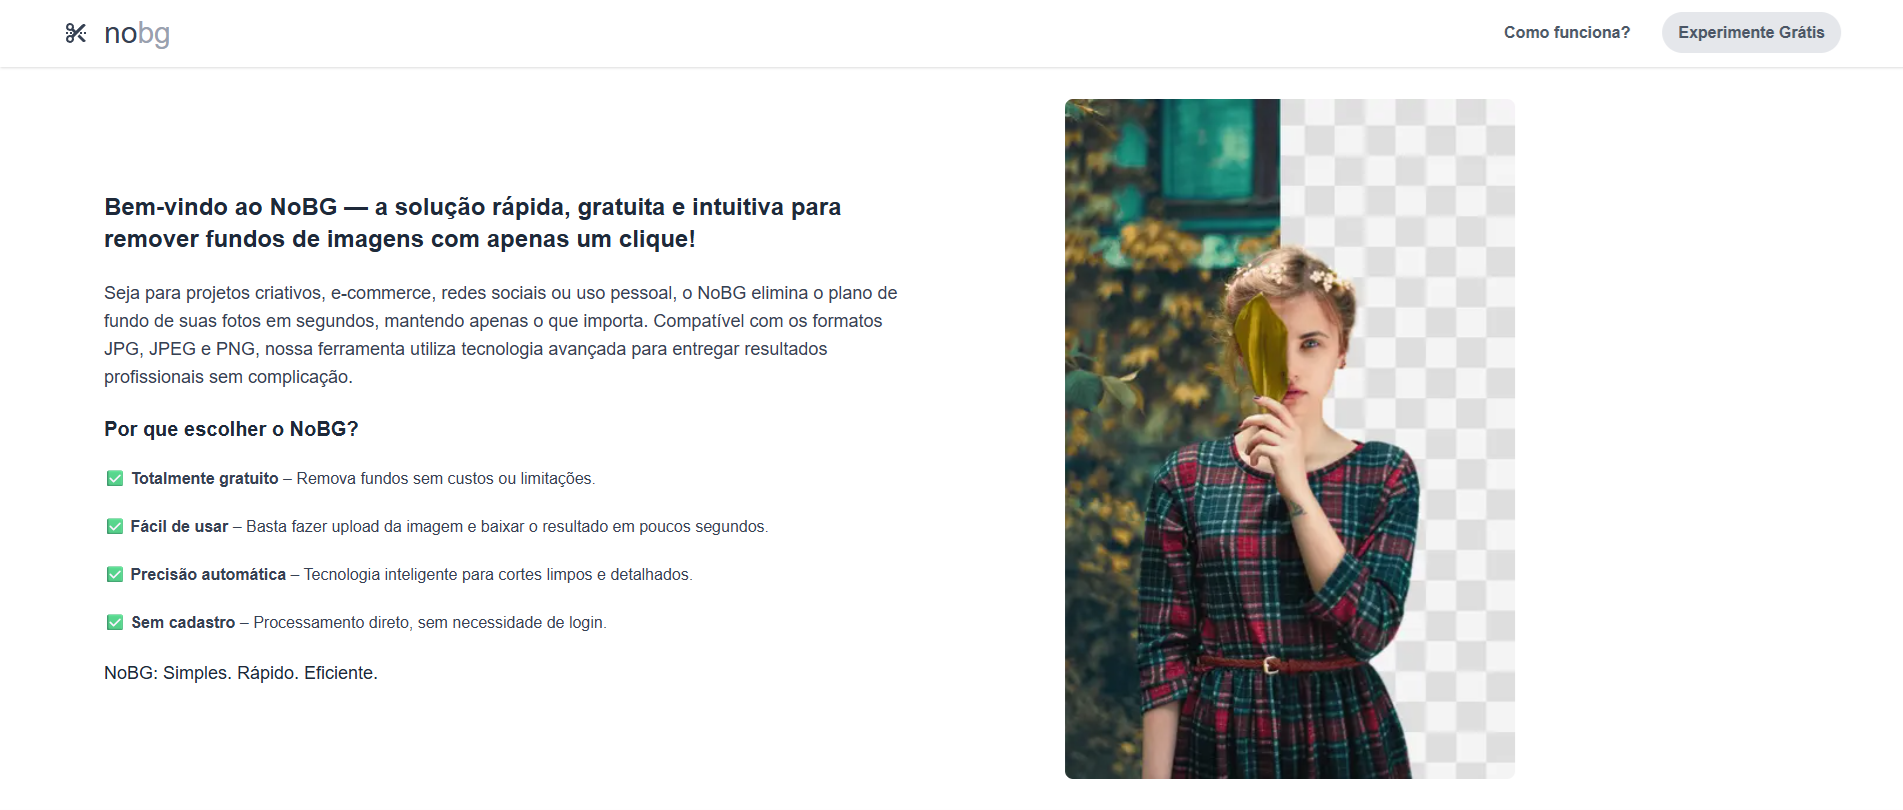 nobg
Como funciona?
Experimente Grátis
Bem-vindo ao NoBG — a solução rápida, gratuita e intuitiva para
remover fundos de imagens com apenas um clique!
Seja para projetos criativos, e-commerce, redes sociais ou uso pessoal, o NoBG elimina o plano de
fundo de suas fotos em segundos, mantendo apenas o que importa. Compatível com os formatos
JPG, JPEG e PNG, nossa ferramenta utiliza tecnologia avançada para entregar resultados
profissionais sem complicação.
Por que escolher o NoBG?
✅ Totalmente gratuito – Remova fundos sem custos ou limitações.
✅ Fácil de usar – Basta fazer upload da imagem e baixar o resultado em poucos segundos.
✅ Precisão automática – Tecnologia inteligente para cortes limpos e detalhados.
✅ Sem cadastro – Processamento direto, sem necessidade de login.
NoBG: Simples. Rápido. Eficiente.